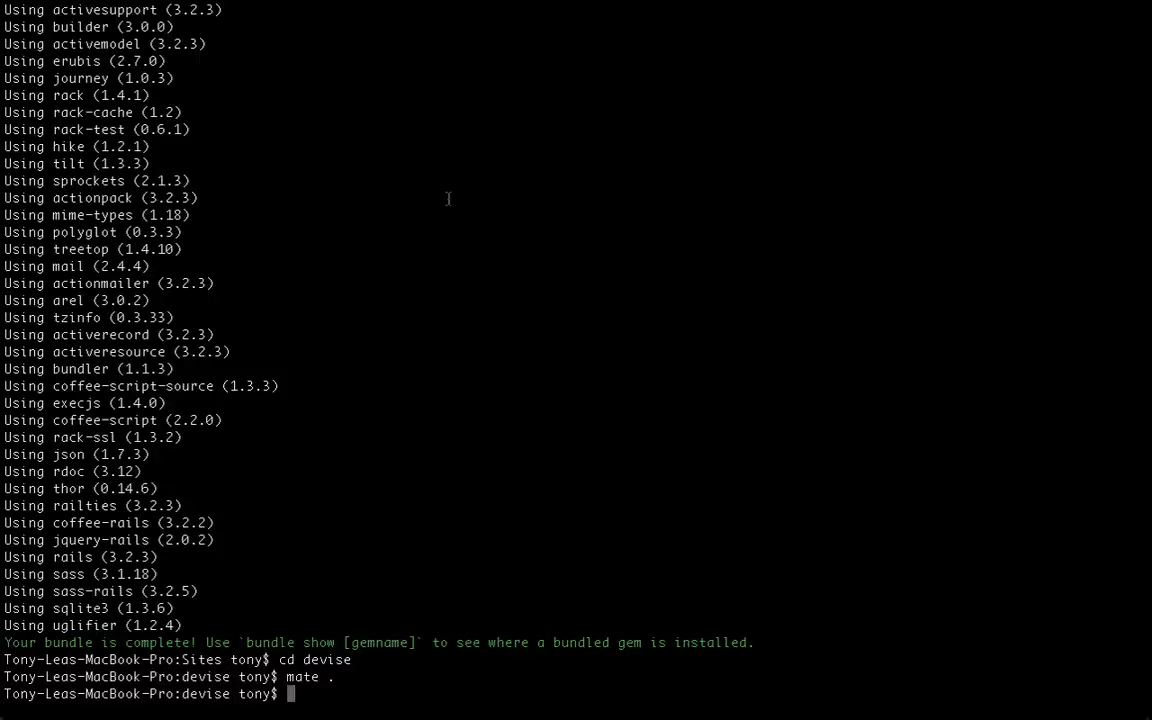 Using activesupport (3.2.3)
Using builder (3.0.0)
Using activemodel (3.2.3)
Using erubis (2.7.0)
Using journey (1.0.3)
Using rack (1.4.1)
Using rack-cache (1.2)
Using rack-test (0.6.1)
Using hike (1.2.1)
Using tilt (1.3.3)
Using sprockets (2.1.3)
Using actionpack (3.2.3)
Using mime-types (1.18)
Using polyglot (0.3.3)
Using treetop (1.4.10)
Using mail (2.4.4)
Using actionmailer (3.2.3)
Using arel (3.0.2)
Using tzinfo (0.3.33)
Using activerecord (3.2.3)
Using activeresource (3.2.3)
Using bundler (1.1.3)
Using coffee-script-source (1.3.3)
Using execjs (1.4.0)
Using coffee-script (2.2.0)
Using rack-ssl (1.3.2)
Using json (1.7.3)
Using rdoc (3.12)
Using thor (0.14.6)
Using railties (3.2.3)
Using coffee-rails (3.2.2)
Using jquery-rails (2.0.2)
Using rails (3.2.3)
Using sass (3.1.18)
Using sass-rails (3.2.5)
Using sqlite3 (1.3.6)
Using uglifier (1.2.4)
Your bundle is complete! Use `bundle show [gemname]` to see where a bundled gem is installed.
Tony-Leas-MacBook-Pro:Sites tony$ cd devise
Tony-Leas-MacBook-Pro:devise tony$ mate .
Tony-Leas-MacBook-Pro:devise tony$